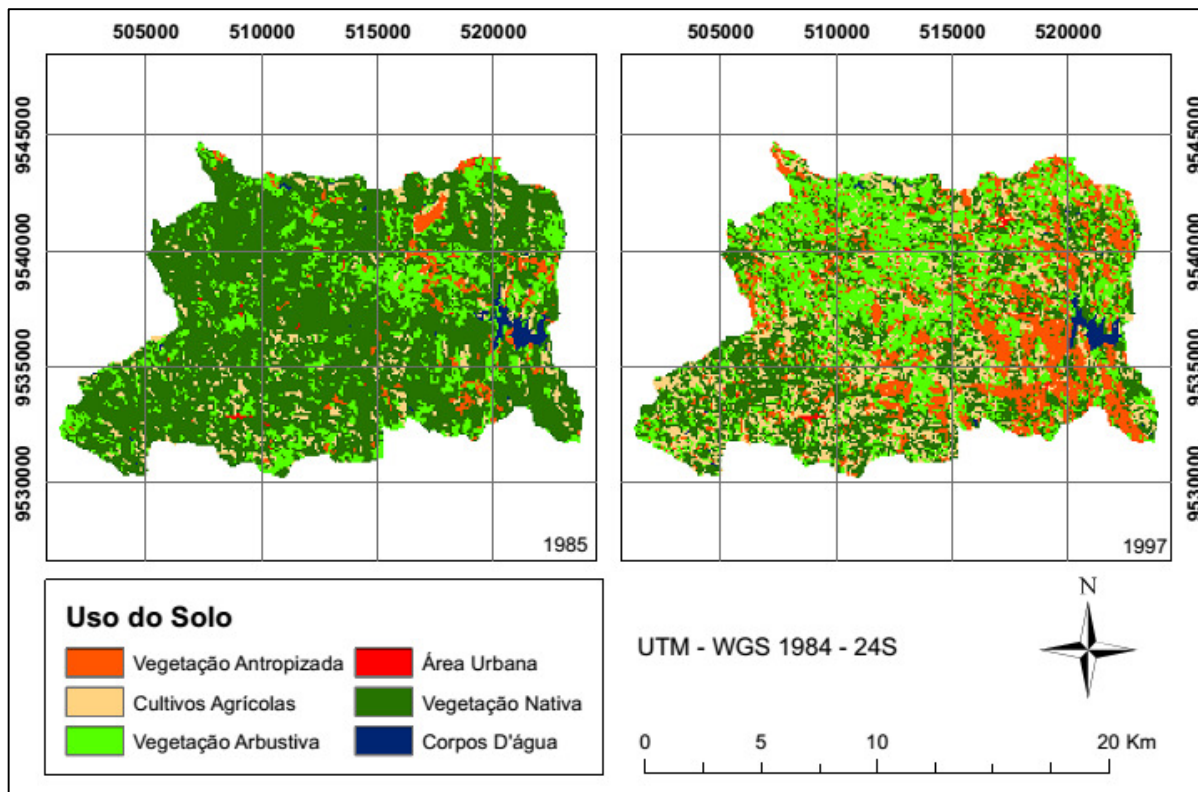 505000 510000 515000 520000
505000 510000 515000 520000
9545000
9540000
9535000
9530000
9545000
9540000
9535000
9530000
1985
1997
Uso do Solo
Vegetação Antropizada
Área Urbana
Cultivos Agrícolas
Vegetação Nativa
Vegetação Arbustiva
Corpos D'água
UTM - WGS 1984 - 24S
N
0 5 10 20 Km